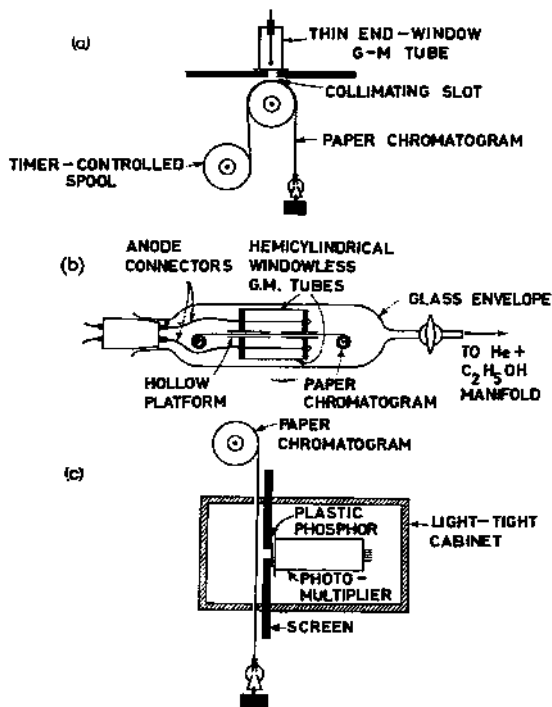 (a)
THIN END-WINDOW
G-M TUBE
COLLIMATING SLOT
PAPER CHROMATOGRAM
TIMER-CONTROLLED
SPOOL
(b)
ANODE
CONNECTORS
HEMICYLINDRICAL
WINDOWLESS
G.M. TUBES
GLASS ENVELOPE
HOLLOW
PLATFORM
PAPER
CHROMATOGRAM
TO He +
C₂H₅OH
MANIFOLD
PAPER
CHROMATOGRAM
(c)
PLASTIC
PHOSPHOR
LIGHT-TIGHT
CABINET
PHOTO-
MULTIPLIER
SCREEN